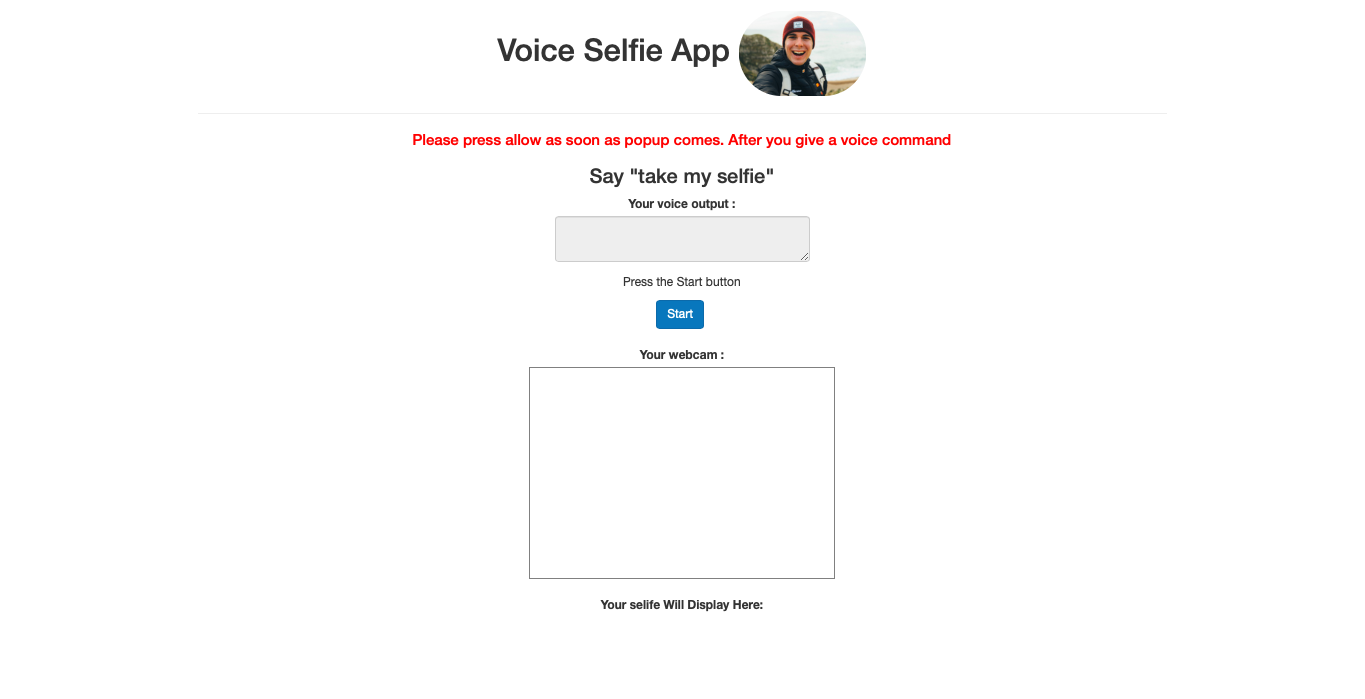 Voice Selfie App
Please press allow as soon as popup comes. After you give a voice command
Say "take my selfie"
Your voice output :
Press the Start button
Start
Your webcam :
Your selife Will Display Here: